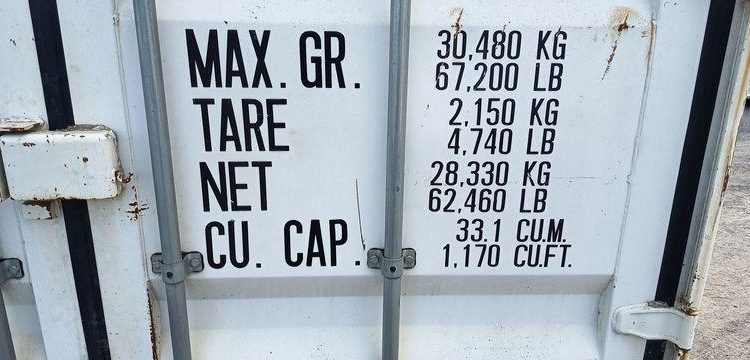 MAX. GR. 30,480 KG
67,200 LB
TARE 2,150 KG
4,740 LB
NET 28,330 KG
62,460 LB
CU. CAP. 33.1 CU.M.
1,170 CU.FT.